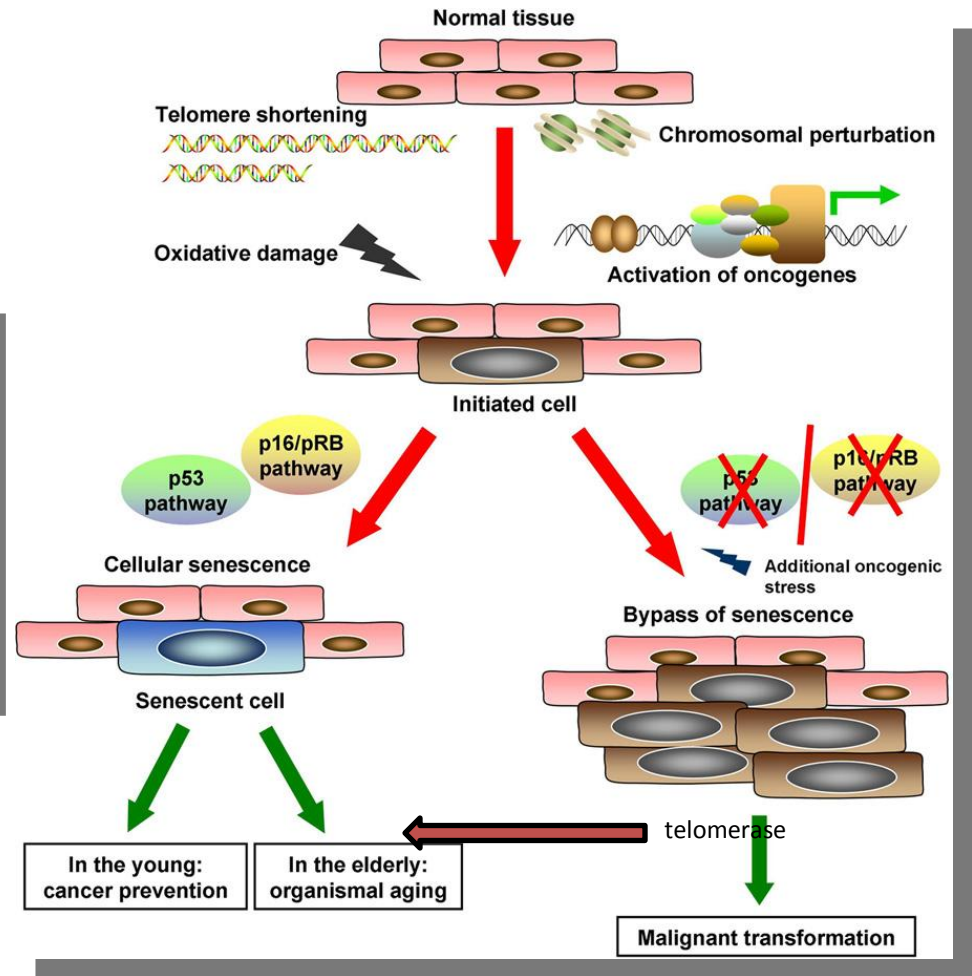 Normal tissue
Telomere shortening
Chromosomal perturbation
Oxidative damage
Activation of oncogenes
Initiated cell
p16/pRB
pathway
p53
pathway
p53
pathway
p16/pRB
pathway
Cellular senescence
Additional oncogenic
stress
Bypass of senescence
Senescent cell
telomerase
In the young:
cancer prevention
In the elderly:
organismal aging
Malignant transformation